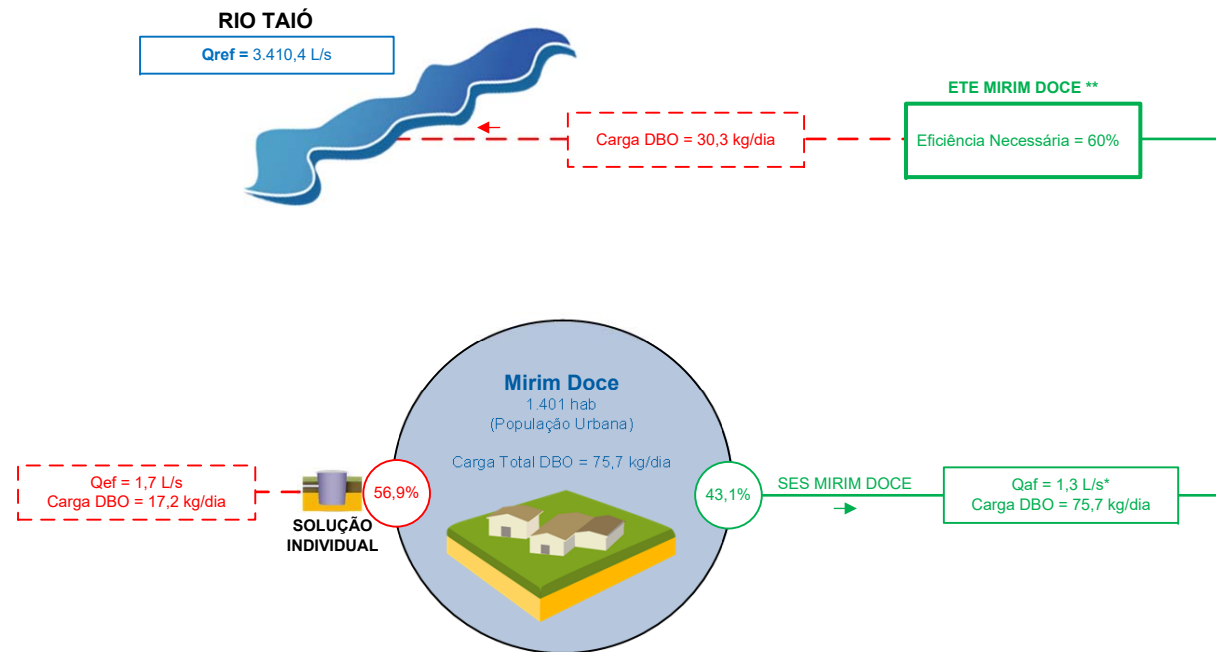 RIO TAIÓ
Qref = 3.410,4 L/s
ETE MIRIM DOCE **
Carga DBO = 30,3 kg/dia
Eficiência Necessária = 60%
Mirim Doce
1.401 hab
(População Urbana)
Carga Total DBO = 75,7 kg/dia
Qef = 1,7 L/s
Carga DBO = 17,2 kg/dia
SOLUÇÃO
INDIVIDUAL
56,9%
43,1%
SES MIRIM DOCE
Qaf = 1,3 L/s*
Carga DBO = 75,7 kg/dia